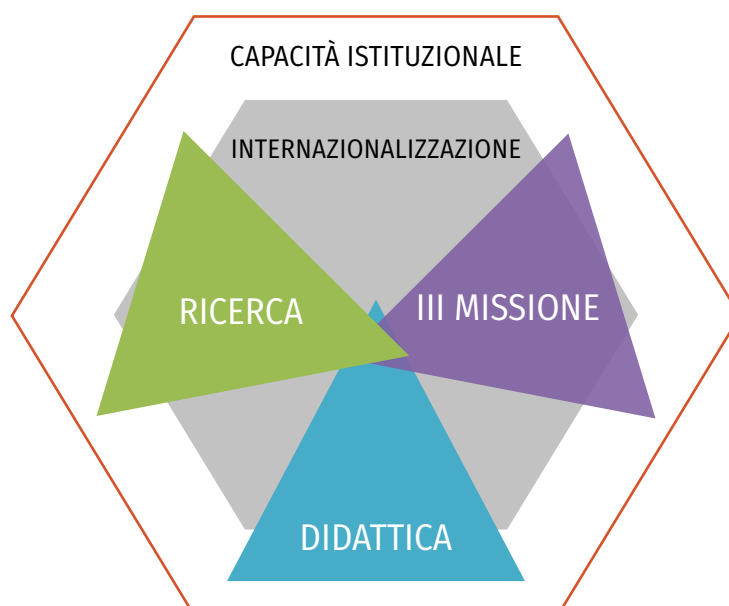 CAPACITÀ ISTITUZIONALE
INTERNAZIONALIZZAZIONE
RICERCA
III MISSIONE
DIDATTICA